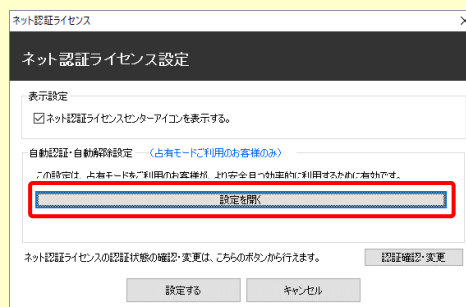 ネット認証ライセンス
ネット認証ライセンス設定
表示設定
ネット認証ライセンスセンターアイコンを表示する。
自動認証・自動解除設定 （占有モードご利用のお客様のみ）
この設定は、占有モードをご利用のお客様が、より安全且つ効率的に利用するために有効です。
設定を開く
ネット認証ライセンスの認証状態の確認・変更は、こちらのボタンから行えます。
認証確認・変更
設定する
キャンセル